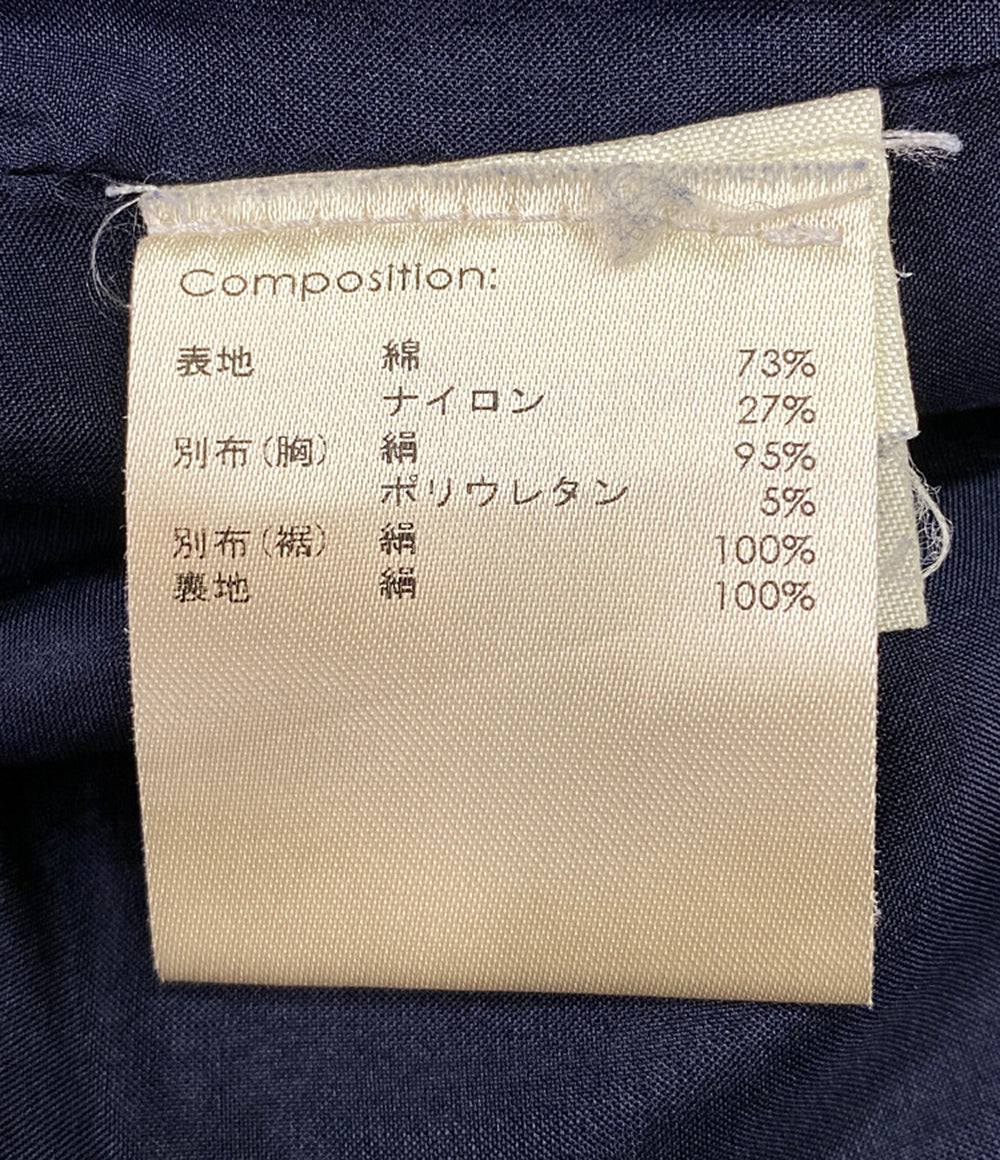 Composition:
表地 綿 73%
ナイロン 27%
別布(胸) 絹 95%
ポリウレタン 5%
別布(裾) 絹 100%
裏地 絹 100%